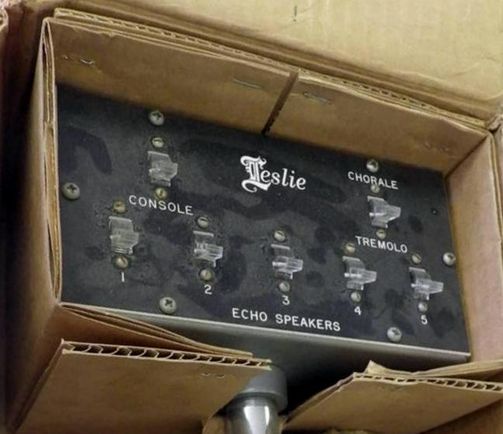 Leslie
CHORALE
CONSOLE
TREMOLO
1 2 3 4 5
ECHO SPEAKERS